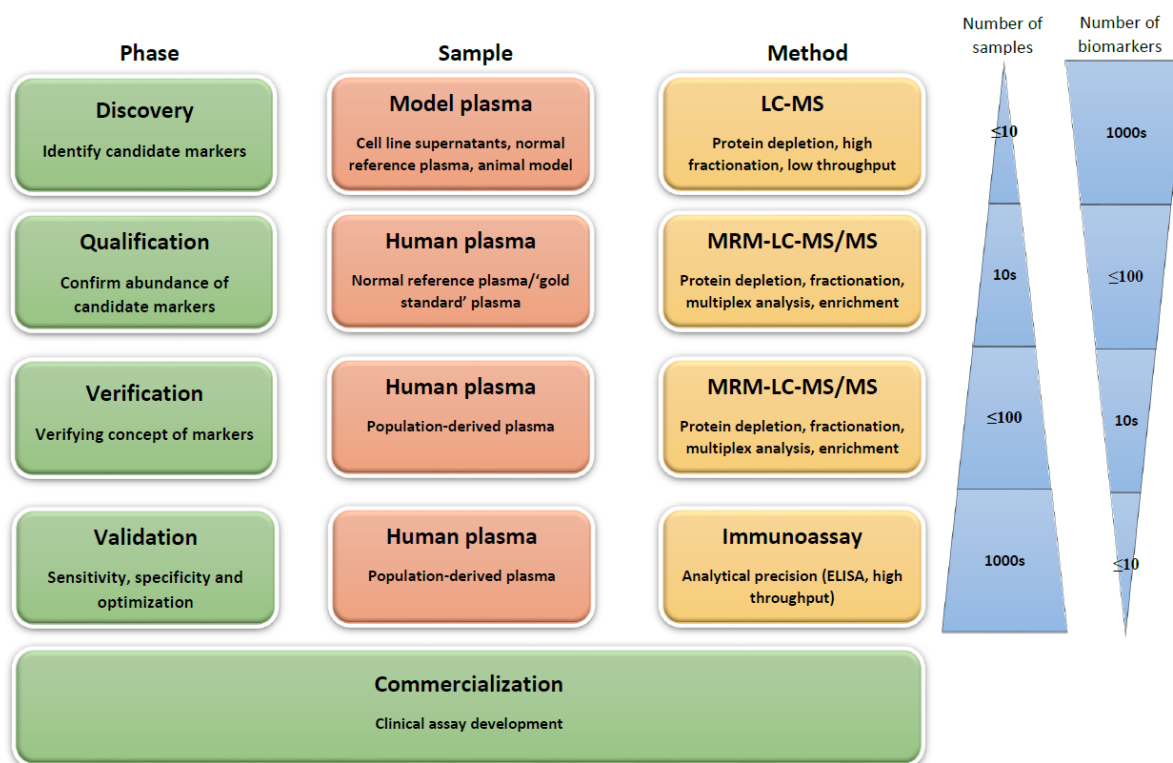 Number of
samples
Number of
biomarkers
Phase
Sample
Method
Discovery
Identify candidate markers
Model plasma
Cell line supernatants, normal
reference plasma, animal model
LC-MS
Protein depletion, high
fractionation, low throughput
≤10
1000s
Qualification
Confirm abundance of
candidate markers
Human plasma
Normal reference plasma/‘gold
standard’ plasma
MRM-LC-MS/MS
Protein depletion, fractionation,
multiplex analysis, enrichment
10s
≤100
Verification
Verifying concept of markers
Human plasma
Population-derived plasma
MRM-LC-MS/MS
Protein depletion, fractionation,
multiplex analysis, enrichment
≤100
10s
Validation
Sensitivity, specificity and
optimization
Human plasma
Population-derived plasma
Immunoassay
Analytical precision (ELISA, high
throughput)
1000s
≤10
Commercialization
Clinical assay development